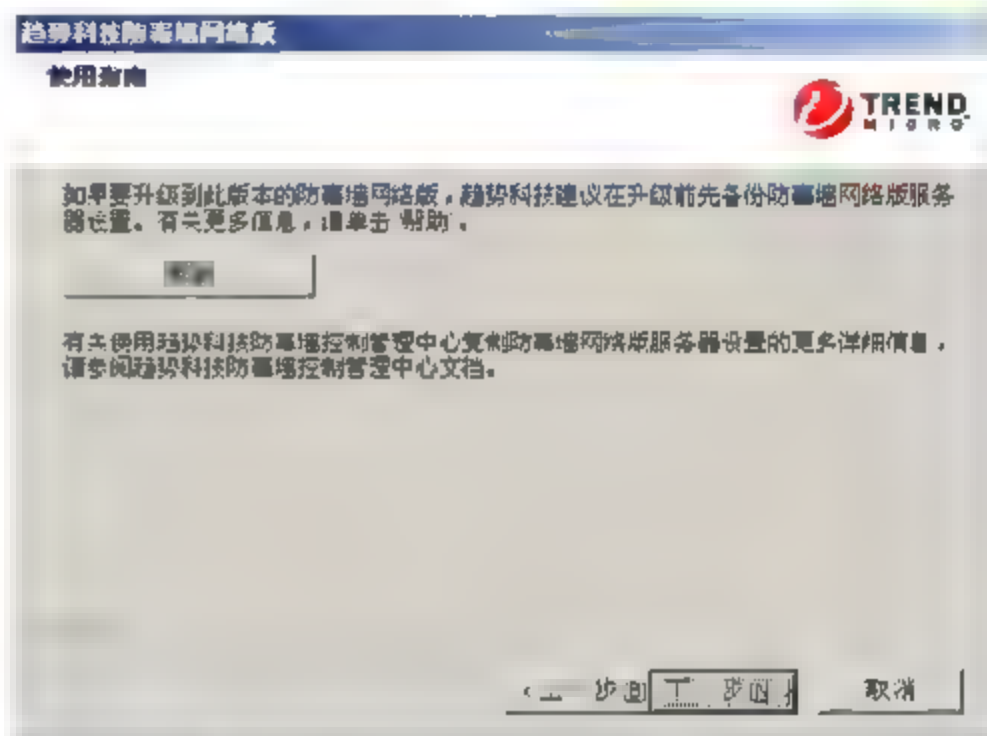 趋势科技防毒墙网络版
使用指南
TREND
MICRO
如果要升级到此版本的防毒墙网络版，趋势科技建议在升级前先备份防毒墙网络版服务
器设置。有关更多信息，请单击“帮助”。
有关使用趋势科技防毒墙控制管理中心复制防毒墙网络版服务器设置的更多详细信息，
请参阅趋势科技防毒墙控制管理中心文档。
取消